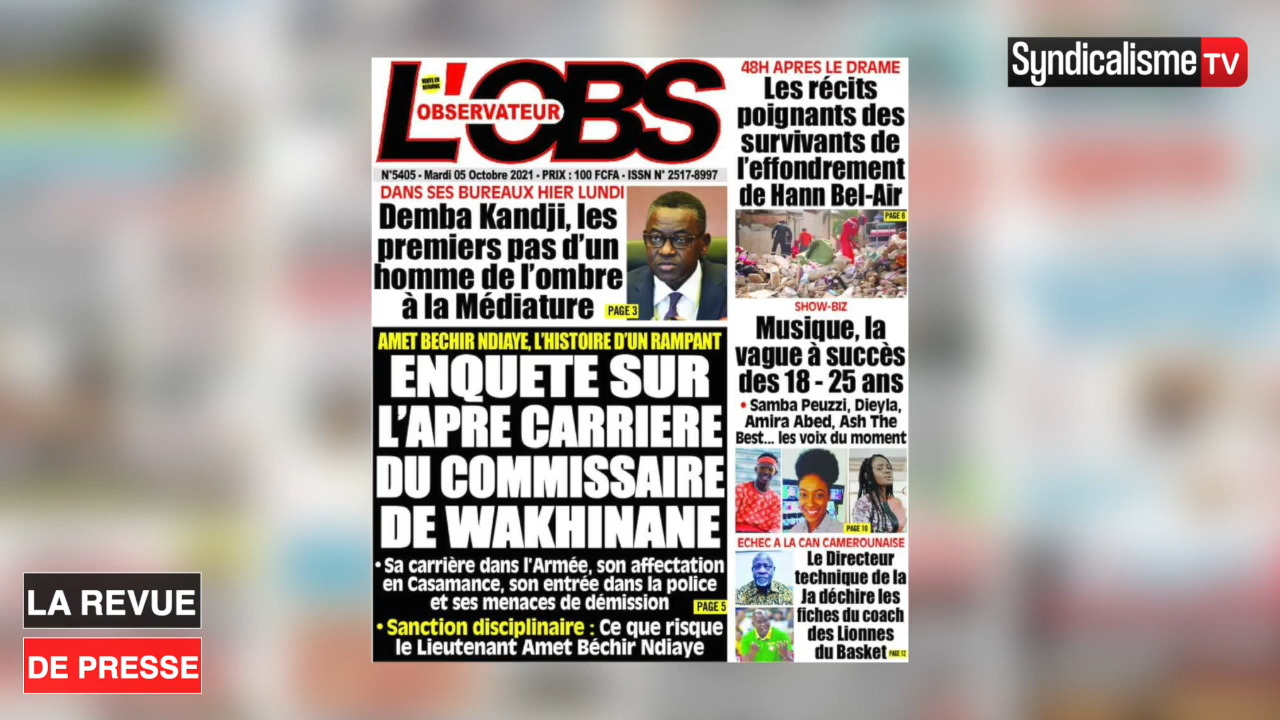 Syndicalisme TV
L'OBS
VENTE EN
RÉGIONS
OBSERVATEUR
N°5405 - Mardi 05 Octobre 2021 - PRIX : 100 FCFA - ISSN N° 2517-8997
DANS SES BUREAUX HIER LUNDI
Demba Kandji, les
premiers pas d'un
homme de l'ombre
à la Médiature
PAGE 3
AMET BECHIR NDIAYE, L'HISTOIRE D'UN RAMPANT
ENQUETE SUR
L'APRE CARRIERE
DU COMMISSAIRE
DE WAKHINANE
• Sa carrière dans l'Armée, son affectation
en Casamance, son entrée dans la police
et ses menaces de démission
PAGE 5
• Sanction disciplinaire : Ce que risque
le Lieutenant Amet Béchir Ndiaye
48H APRES LE DRAME
Les récits
poignants des
survivants de
l'effondrement
de Hann Bel-Air
PAGE 6
SHOW-BIZ
Musique, la
vague à succès
des 18 - 25 ans
• Samba Peuzzi, Dieyla,
Amira Abed, Ash The
Best... les voix du moment
PAGE 10
ECHEC A LA CAN CAMEROUNAISE
Le Directeur
technique de la
Ja déchire les
fiches du coach
des Lionnes
du Basket
PAGE 12
LA REVUE
DE PRESSE